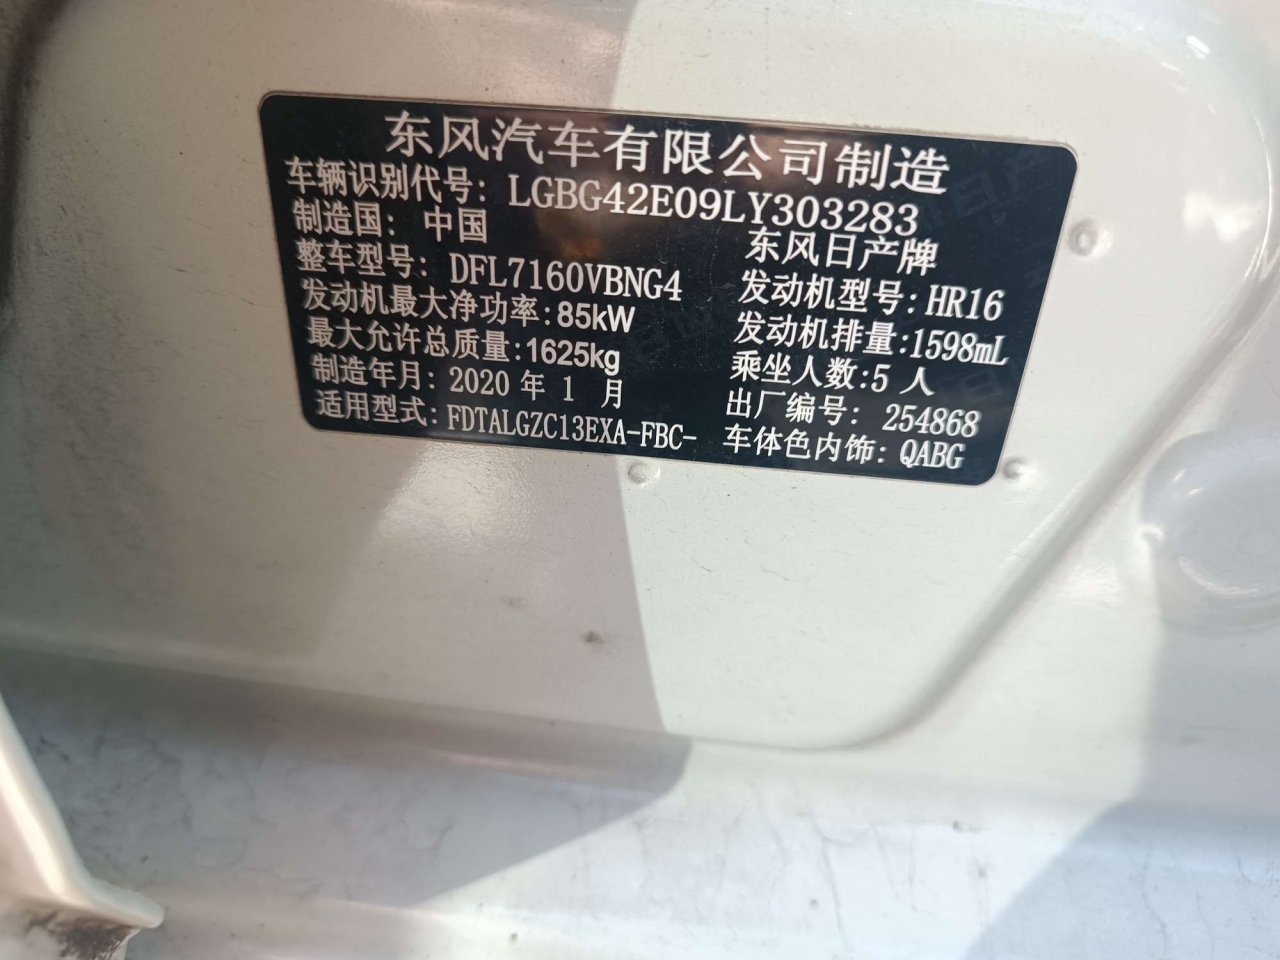 东风汽车有限公司制造
车辆识别代号: LGBG42E09LY303283
制造国: 中国 东风日产牌
整车型号: DFL7160VBNG4 发动机型号: HR16
发动机最大净功率: 85kW 发动机排量: 1598mL
最大允许总质量: 1625kg 乘坐人数: 5 人
制造年月: 2020 年 1 月 出厂编号: 254868
适用型式: FDTALGZC13EXA-FBC- 车体色内饰: QABG